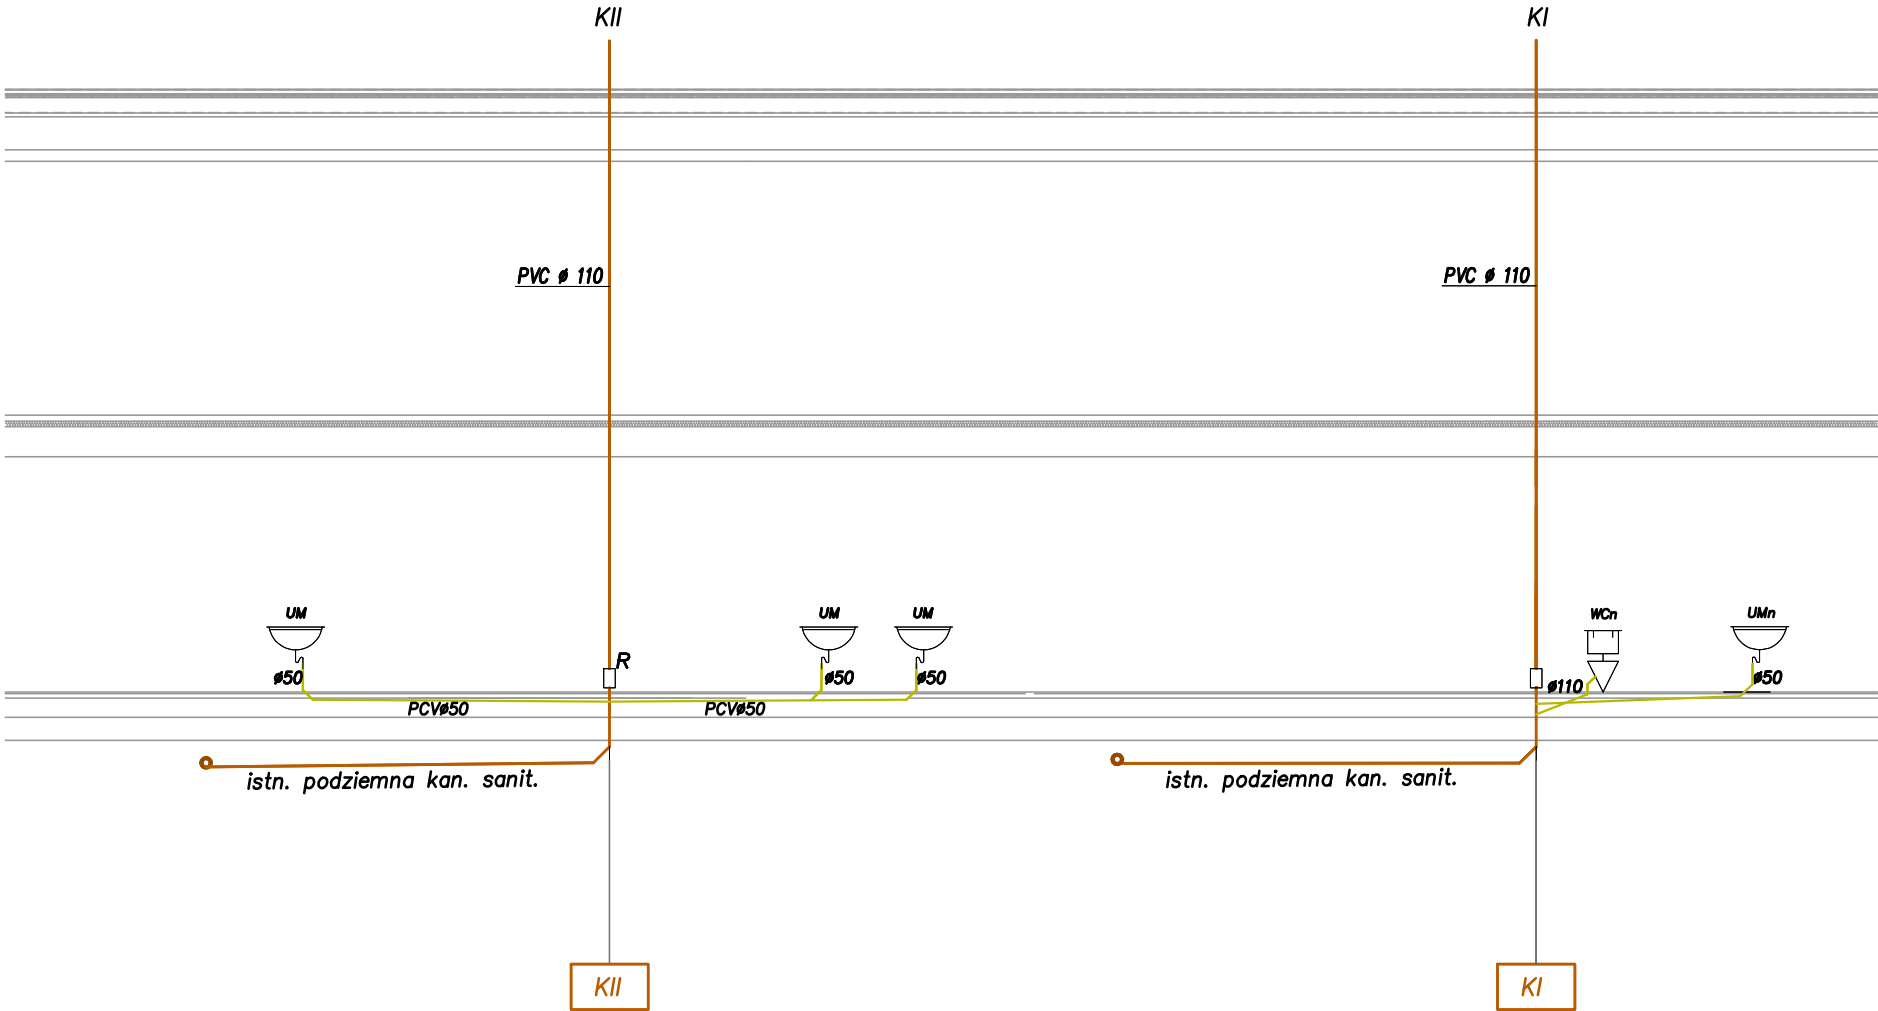 KII
KI
PVC ø 110
PVC ø 110
UM
UM
UM
WCn
UMn
R
ø50
ø50
ø50
ø110
ø50
PCVø50
PCVø50
istn. podziemna kan. sanit.
istn. podziemna kan. sanit.
KII
KI